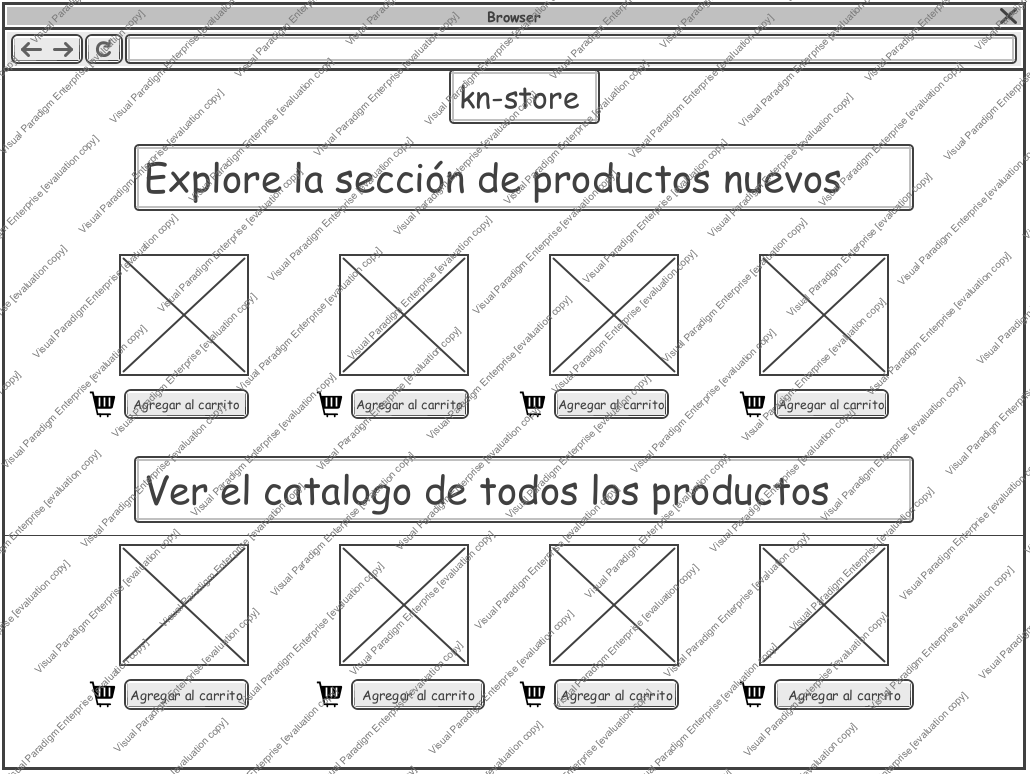 Browser
kn-store
Explore la sección de productos nuevos
Agregar al carrito
Agregar al carrito
Agregar al carrito
Agregar al carrito
Ver el catalogo de todos los productos
Agregar al carrito
Agregar al carrito
Agregar al carrito
Agregar al carrito
Visual Paradigm Enterprise [evaluation copy]